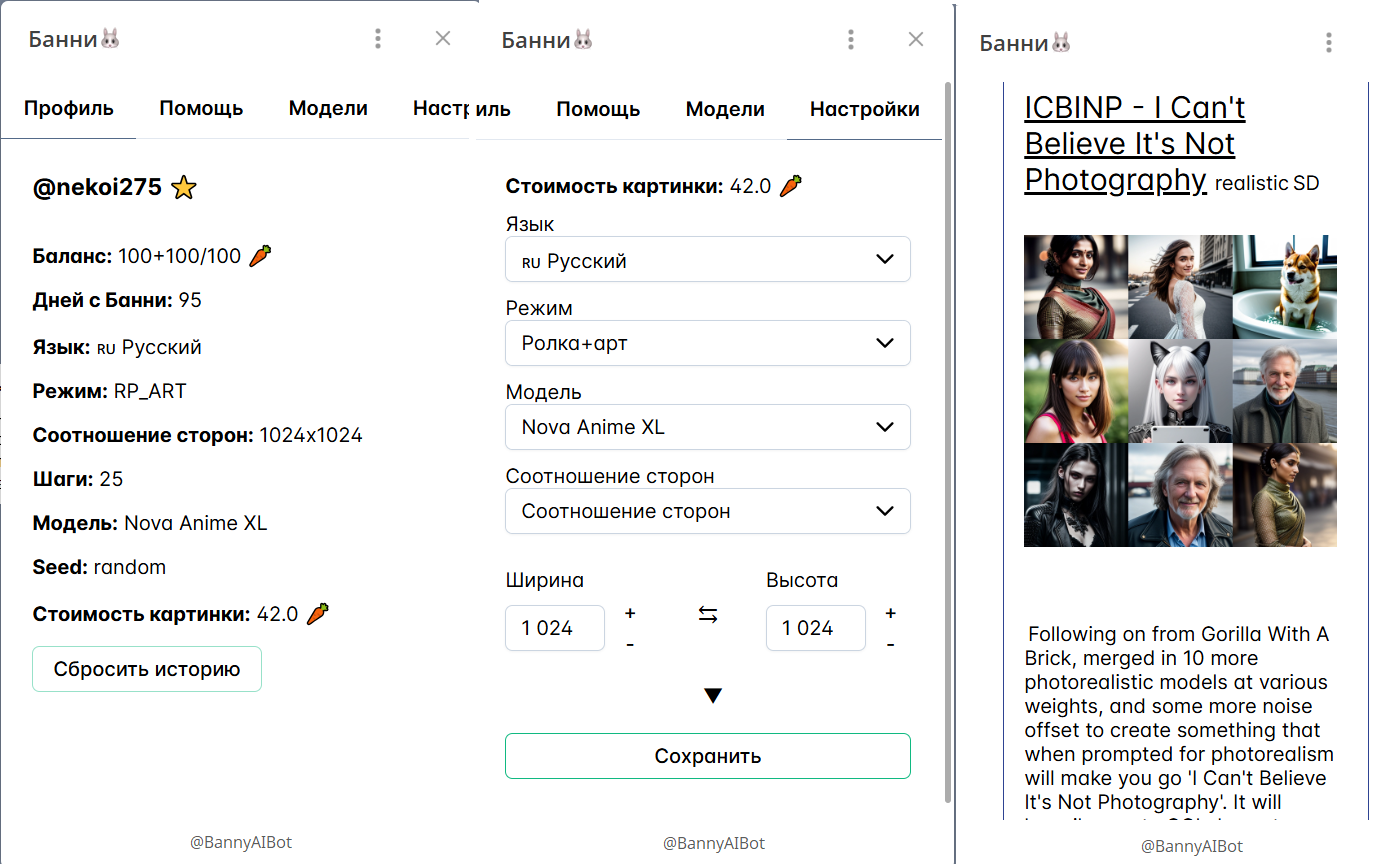 Банни🐰
Профиль Помощь Модели Настр
@nekoi275 ⭐
Баланс: 100+100/100 🥕
Дней с Банни: 95
Язык: RU Русский
Режим: RP_ART
Соотношение сторон: 1024x1024
Шаги: 25
Модель: Nova Anime XL
Seed: random
Стоимость картинки: 42.0 🥕
Сбросить историю
@BannyAIBot
Банни🐰
иль Помощь Модели Настройки
Стоимость картинки: 42.0 🥕
Язык
RU Русский
Режим
Ролка+арт
Модель
Nova Anime XL
Соотношение сторон
Соотношение сторон
Ширина Высота
1 024 + - ⇆ 1 024 + -
▼
Сохранить
@BannyAIBot
Банни🐰
ICBINP - I Can't
Believe It's Not
Photography realistic SD
Following on from Gorilla With A
Brick, merged in 10 more
photorealistic models at various
weights, and some more noise
offset to create something that
when prompted for photorealism
will make you go 'I Can't Believe
It's Not Photography'. It will
@BannyAIBot